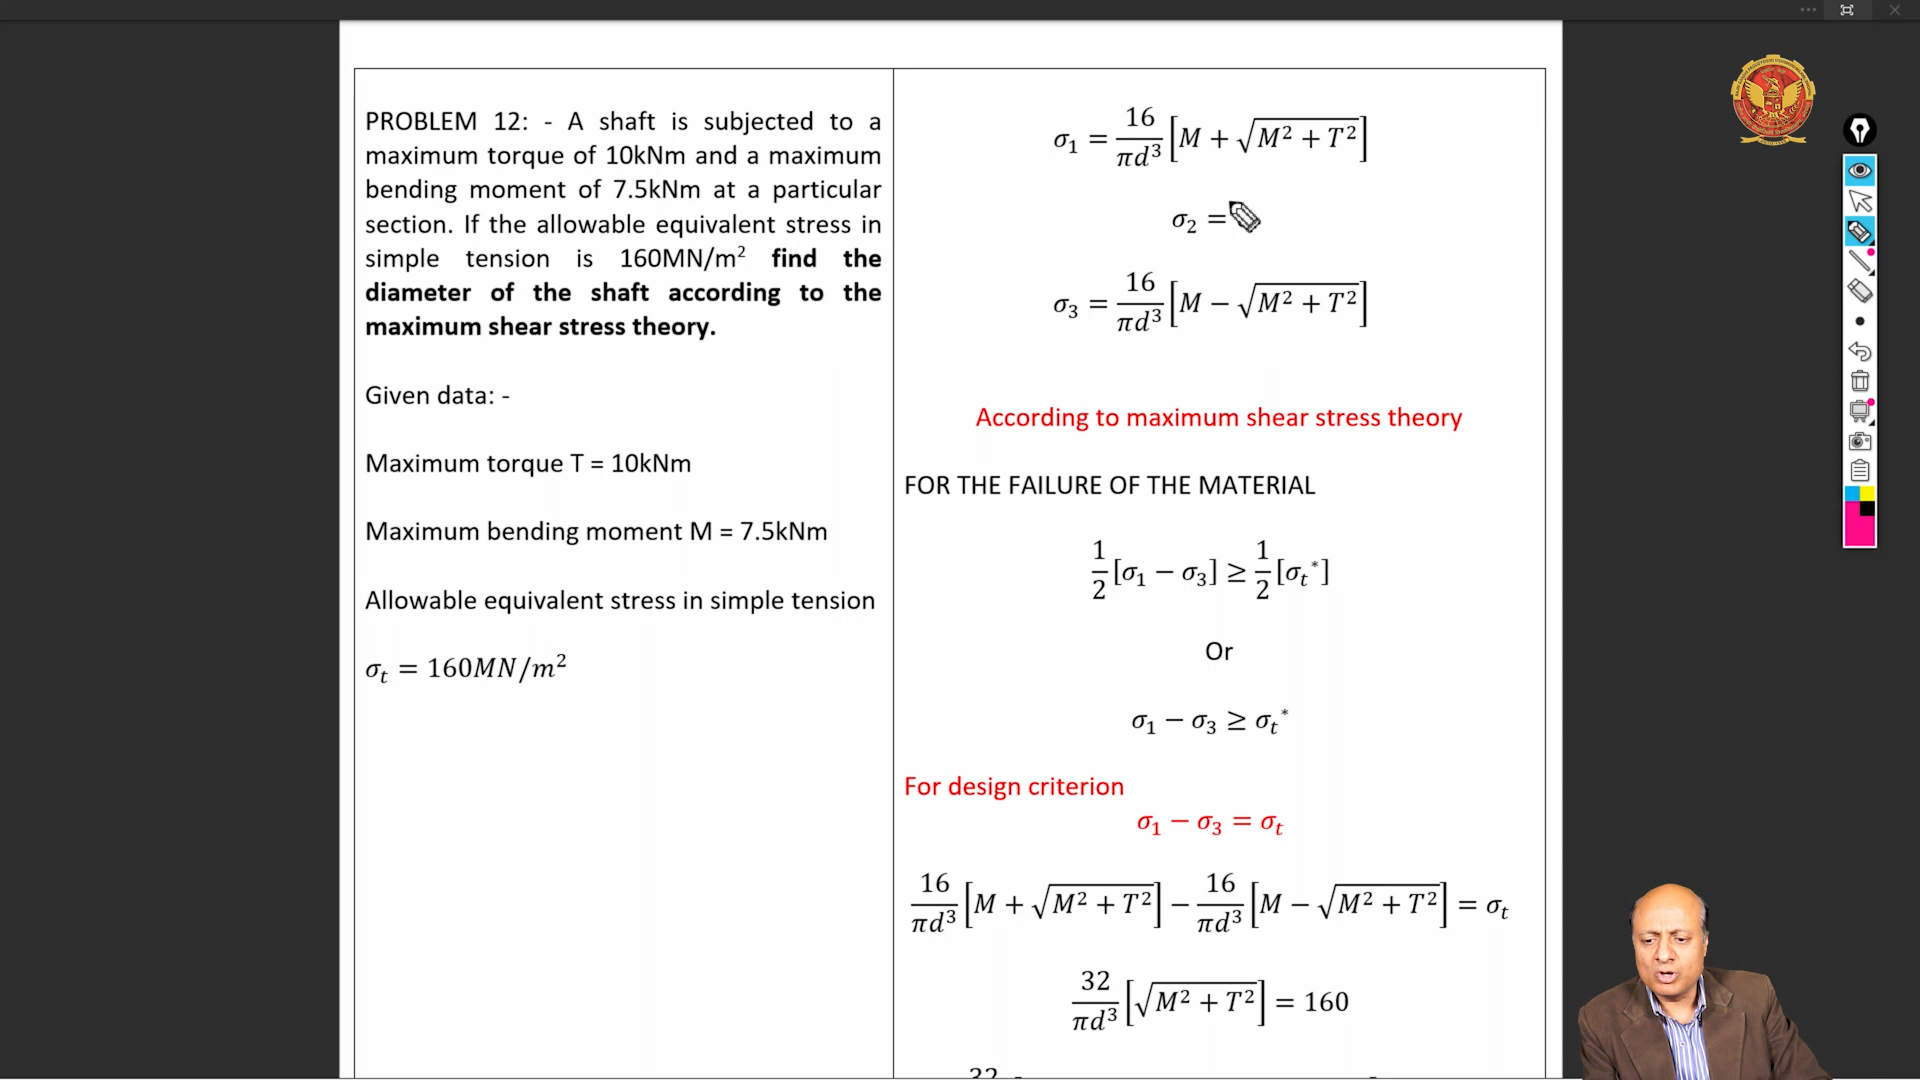 PROBLEM 12: - A shaft is subjected to a
maximum torque of 10kNm and a maximum
bending moment of 7.5kNm at a particular
section. If the allowable equivalent stress in
simple tension is 160MN/m² find the
diameter of the shaft according to the
maximum shear stress theory.
Given data: -
Maximum torque T = 10kNm
Maximum bending moment M = 7.5kNm
Allowable equivalent stress in simple tension
σₜ = 160MN/m²
σ₁ = 16/πd³ [M + √(M² + T²)]
σ₂ =
σ₃ = 16/πd³ [M − √(M² + T²)]
According to maximum shear stress theory
FOR THE FAILURE OF THE MATERIAL
1/2 [σ₁ − σ₃] ≥ 1/2 [σₜ*]
Or
σ₁ − σ₃ ≥ σₜ*
For design criterion
σ₁ − σ₃ = σₜ
16/πd³ [M + √(M² + T²)] − 16/πd³ [M − √(M² + T²)] = σₜ
32/πd³ [√(M² + T²)] = 160
32